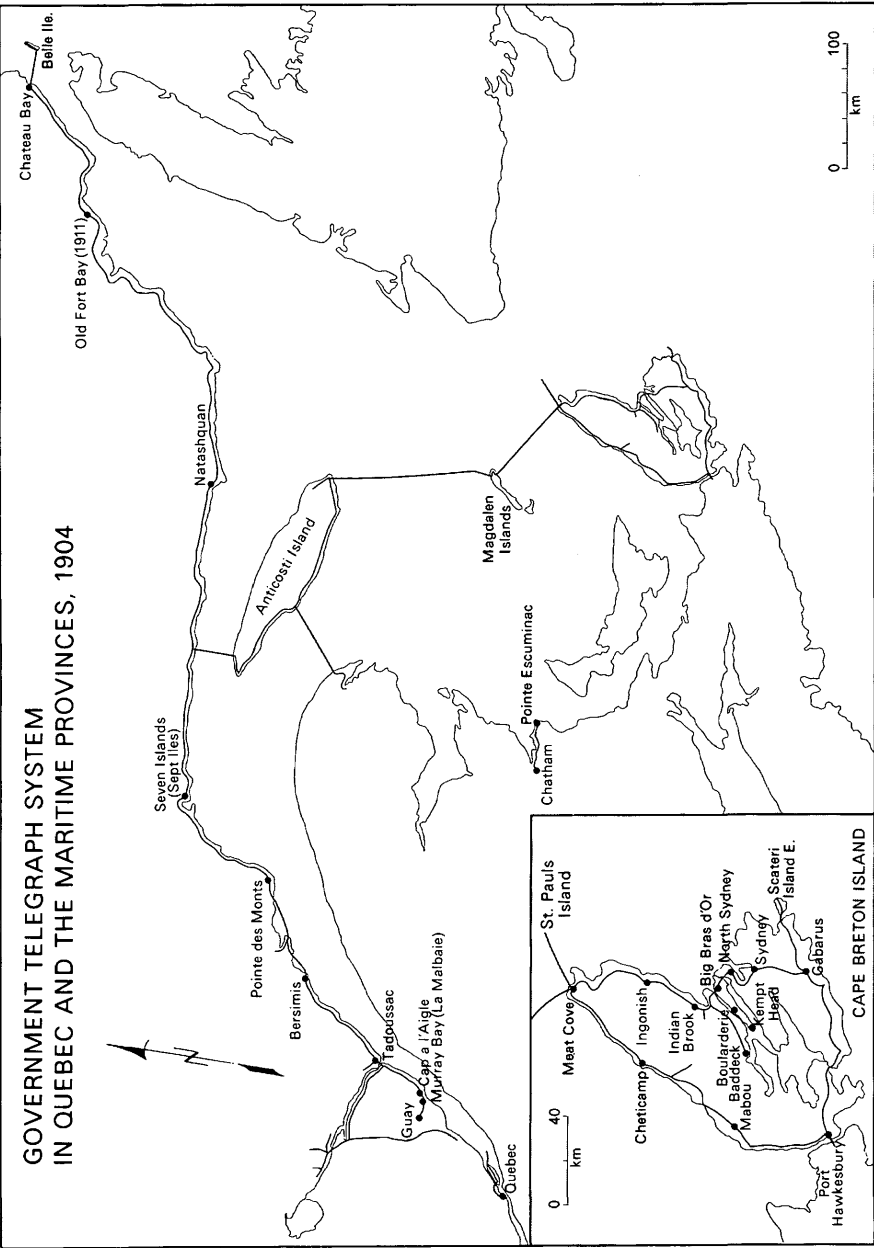 GOVERNMENT TELEGRAPH SYSTEM
IN QUEBEC AND THE MARITIME PROVINCES, 1904
Belle Ile.
Chateau Bay
Old Fort Bay (1911)
Natashquan
Anticosti Island
Seven Islands
(Sept Iles)
Pointe des Monts
Bersimis
Tadoussac
Cap a l'Aigle
Murray Bay (La Malbaie)
Guay
Quebec
N
Magdalen
Islands
Pointe Escuminac
Chatham
0
100
km
St. Pauls
Island
Meat Cove
Ingonish
Cheticamp
Indian
Brook
Big Bras d'Or
North Sydney
Sydney
Boularderie
Baddeck
Kempt
Head
Mabou
Scateri
Island E.
Gabarus
Port
Hawkesbury
0
40
km
CAPE BRETON ISLAND